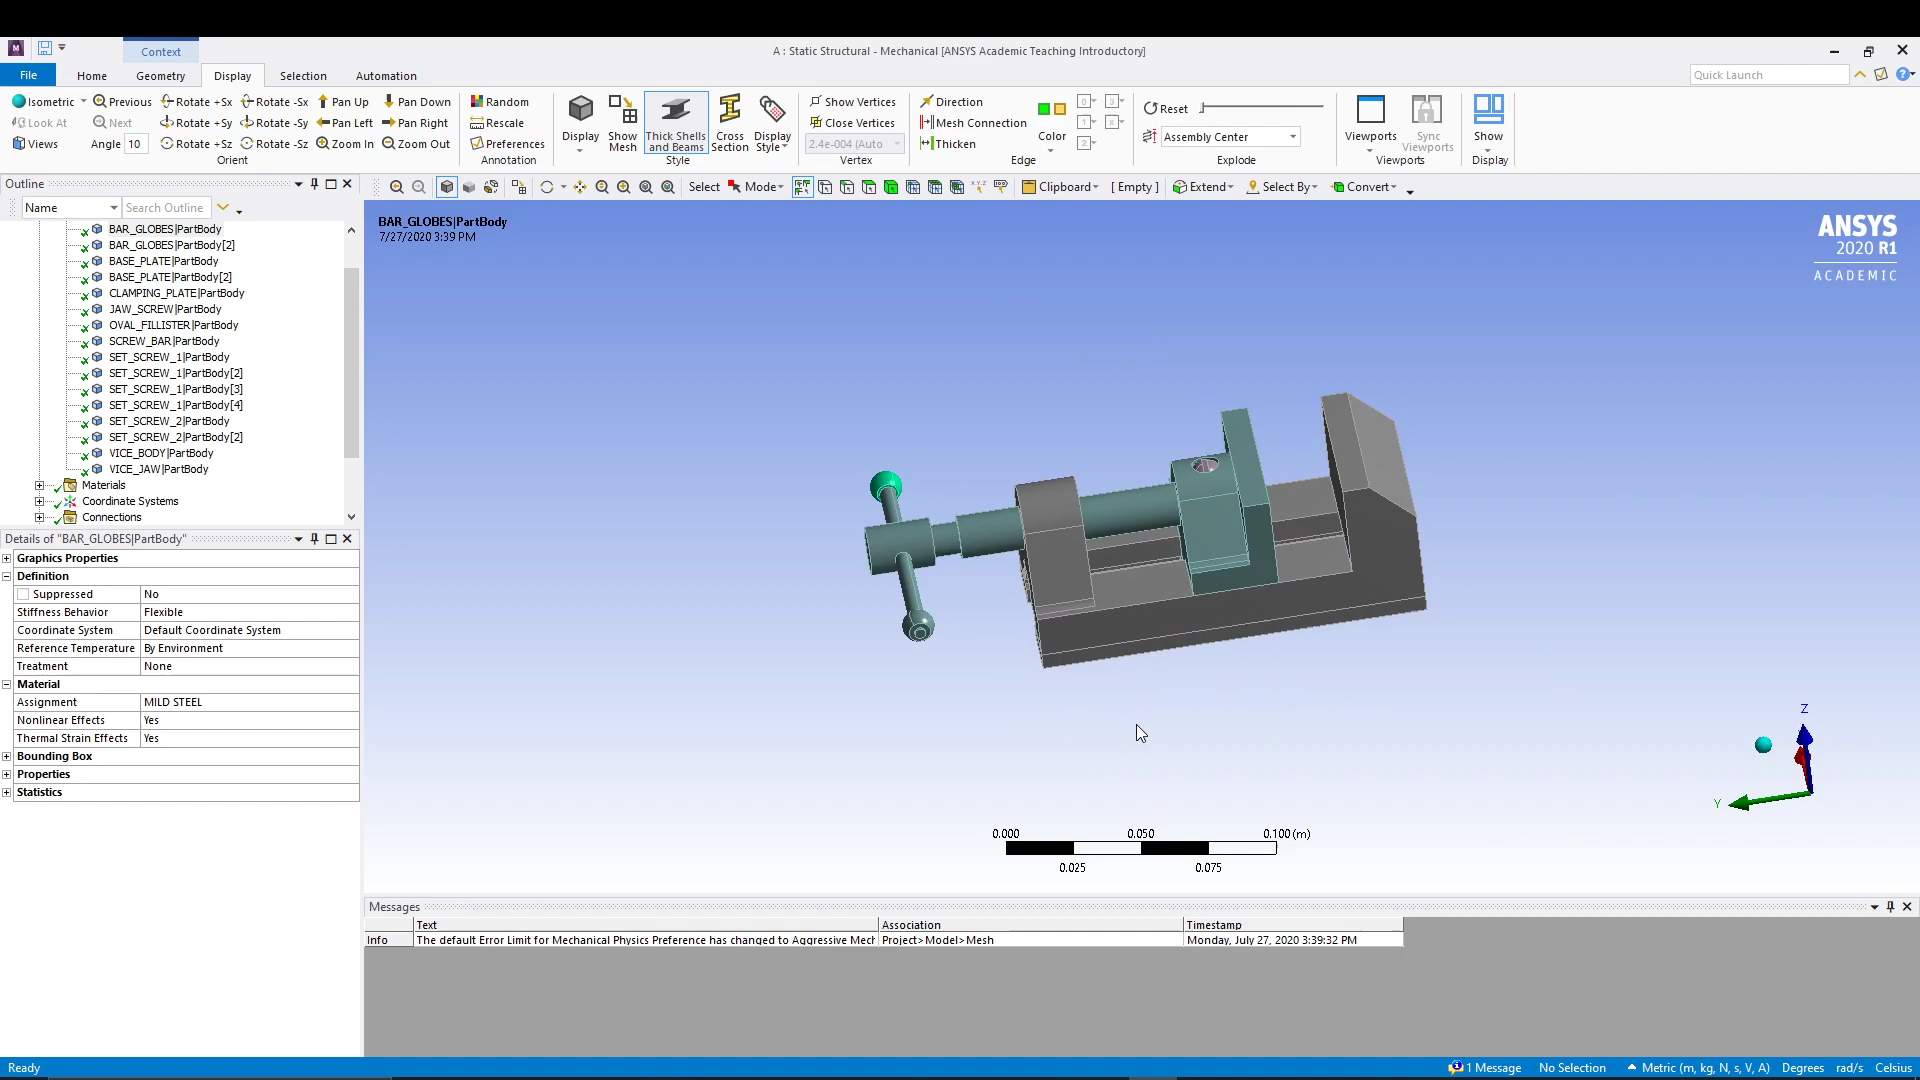 Context
A : Static Structural - Mechanical [ANSYS Academic Teaching Introductory]
File Home Geometry Display Selection Automation
Quick Launch
Isometric Previous Rotate +Sx Rotate -Sx Pan Up Pan Down
Look At Next Rotate +Sy Rotate -Sy Pan Left Pan Right
Views Angle 10 Rotate +Sz Rotate -Sz Zoom In Zoom Out
Orient
Random
Rescale
Preferences
Annotation
Display
Show Mesh
Thick Shells and Beams
Cross Section
Display Style
Style
Show Vertices
Close Vertices
2.4e-004 (Auto
Vertex
Direction
Mesh Connection
Thicken
Color
0 3
1 x
2
Edge
Reset
Assembly Center
Explode
Viewports
Sync Viewports
Viewports
Show
Display
Outline
Name Search Outline
Select Mode Clipboard [ Empty ] Extend Select By Convert
BAR_GLOBES|PartBody
BAR_GLOBES|PartBody[2]
BASE_PLATE|PartBody
BASE_PLATE|PartBody[2]
CLAMPING_PLATE|PartBody
JAW_SCREW|PartBody
OVAL_FILLISTER|PartBody
SCREW_BAR|PartBody
SET_SCREW_1|PartBody
SET_SCREW_1|PartBody[2]
SET_SCREW_1|PartBody[3]
SET_SCREW_1|PartBody[4]
SET_SCREW_2|PartBody
SET_SCREW_2|PartBody[2]
VICE_BODY|PartBody
VICE_JAW|PartBody
Materials
Coordinate Systems
Connections
Details of "BAR_GLOBES|PartBody"
Graphics Properties
Definition
Suppressed No
Stiffness Behavior Flexible
Coordinate System Default Coordinate System
Reference Temperature By Environment
Treatment None
Material
Assignment MILD STEEL
Nonlinear Effects Yes
Thermal Strain Effects Yes
Bounding Box
Properties
Statistics
BAR_GLOBES|PartBody
7/27/2020 3:39 PM
ANSYS
2020 R1
ACADEMIC
Z
Y
0.000 0.050 0.100 (m)
0.025 0.075
Messages
Text Association Timestamp
Info The default Error Limit for Mechanical Physics Preference has changed to Aggressive Mech Project>Model>Mesh Monday, July 27, 2020 3:39:32 PM
Ready 1 Message No Selection Metric (m, kg, N, s, V, A) Degrees rad/s Celsius